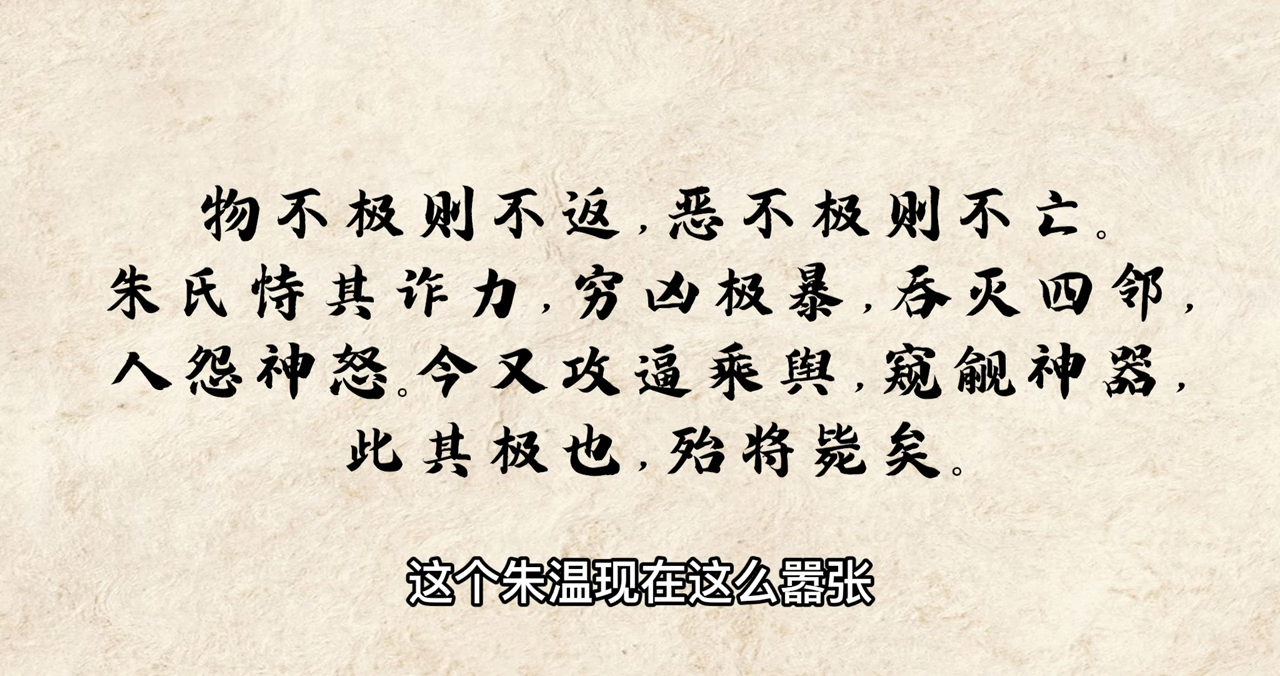 物不极则不返，恶不极则不亡。
朱氏恃其诈力，穷凶极暴，吞灭四邻，
人怨神怒。今又攻逼乘舆，窥觎神器，
此其极也，殆将毙矣。
这个朱温现在这么嚣张